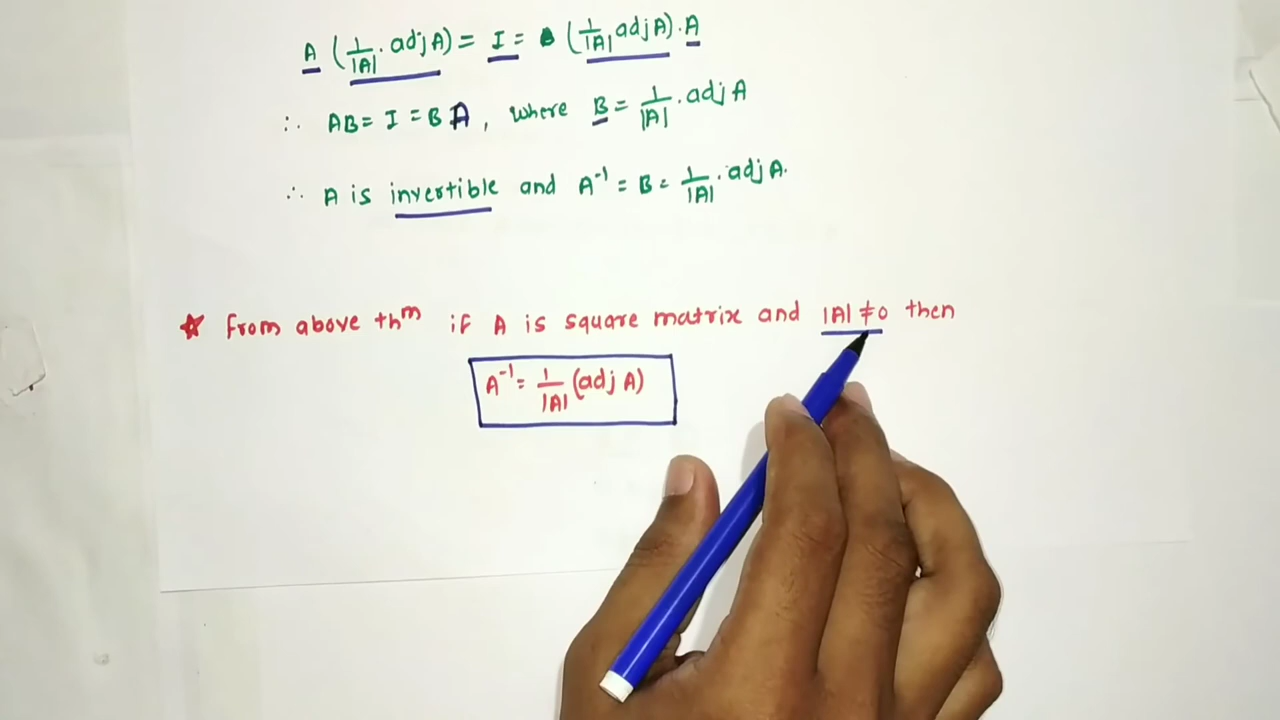 A (1/|A| . adj A) = I = (1/|A| adj A) . A
∴ AB = I = B A , where B = 1/|A| . adj A
∴ A is invertible and A⁻¹ = B = 1/|A| . adj A.
☆ from above thᵐ if A is square matrix and |A| ≠ 0 then
A⁻¹ = 1/|A| (adj A)